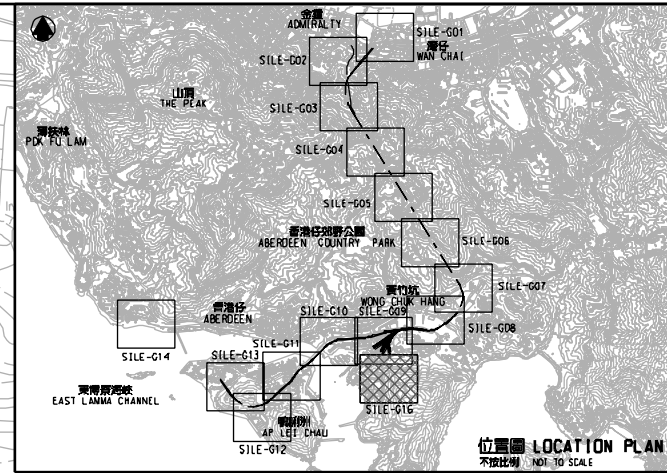 金鐘
ADMIRALTY
SILE-G01
灣仔
WAN CHAI
SILE-G02
山頂
THE PEAK
SILE-G03
薄扶林
POK FU LAM
SILE-G04
SILE-G05
香港仔郊野公園
ABERDEEN COUNTRY PARK
SILE-G06
黃竹坑
WONG CHUK HANG
SILE-G07
香港仔
ABERDEEN
SILE-G10
SILE-G09
SILE-G08
SILE-G11
SILE-G14
SILE-G13
東博寮海峽
EAST LAMMA CHANNEL
SILE-G16
鴨脷洲
AP LEI CHAU
SILE-G12
位置圖 LOCATION PLAN
不按比例 NOT TO SCALE